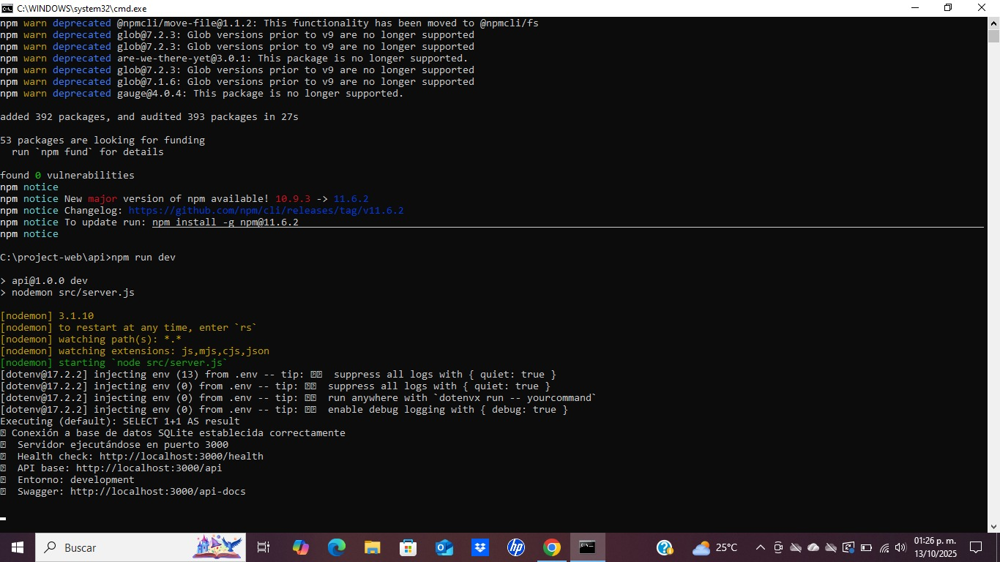 C:\WINDOWS\system32\cmd.exe
npm warn deprecated @npmcli/move-file@1.1.2: This functionality has been moved to @npmcli/fs
npm warn deprecated glob@7.2.3: Glob versions prior to v9 are no longer supported
npm warn deprecated glob@7.2.3: Glob versions prior to v9 are no longer supported
npm warn deprecated are-we-there-yet@3.0.1: This package is no longer supported.
npm warn deprecated glob@7.2.3: Glob versions prior to v9 are no longer supported
npm warn deprecated glob@7.1.6: Glob versions prior to v9 are no longer supported
npm warn deprecated gauge@4.0.4: This package is no longer supported.
added 392 packages, and audited 393 packages in 27s
53 packages are looking for funding
  run `npm fund` for details
found 0 vulnerabilities
npm notice
npm notice New major version of npm available! 10.9.3 -> 11.6.2
npm notice Changelog: https://github.com/npm/cli/releases/tag/v11.6.2
npm notice To update run: npm install -g npm@11.6.2
npm notice
C:\project-web\api>npm run dev
> api@1.0.0 dev
> nodemon src/server.js
[nodemon] 3.1.10
[nodemon] to restart at any time, enter `rs`
[nodemon] watching path(s): *.*
[nodemon] watching extensions: js,mjs,cjs,json
[nodemon] starting `node src/server.js`
[dotenv@17.2.2] injecting env (13) from .env -- tip: suppress all logs with { quiet: true }
[dotenv@17.2.2] injecting env (0) from .env -- tip: suppress all logs with { quiet: true }
[dotenv@17.2.2] injecting env (0) from .env -- tip: run anywhere with `dotenvx run -- yourcommand`
[dotenv@17.2.2] injecting env (0) from .env -- tip: enable debug logging with { debug: true }
Executing (default): SELECT 1+1 AS result
Conexión a base de datos SQLite establecida correctamente
Servidor ejecutándose en puerto 3000
Health check: http://localhost:3000/health
API base: http://localhost:3000/api
Entorno: development
Swagger: http://localhost:3000/api-docs
Buscar
hp
25°C
01:26 p. m.
13/10/2025